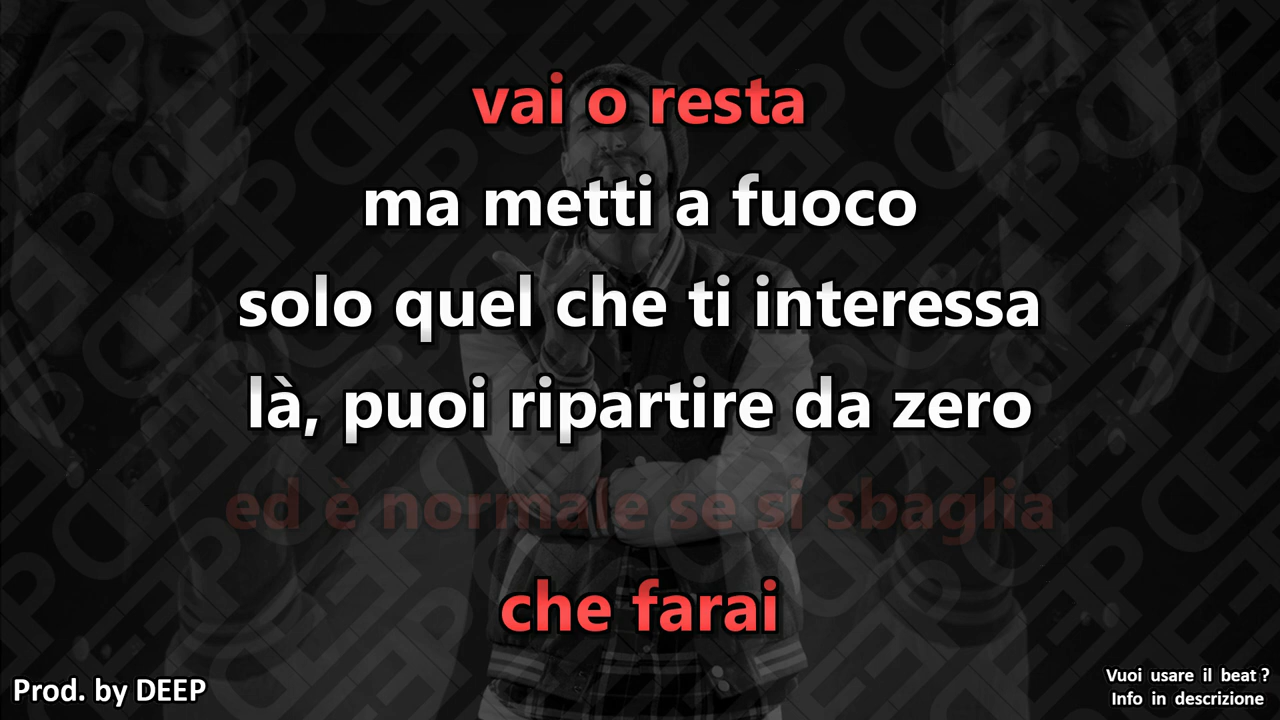 vai o resta
ma metti a fuoco
solo quel che ti interessa
là, puoi ripartire da zero
ed è normale se si sbaglia
che farai
Prod. by DEEP
Vuoi usare il beat ?
Info in descrizione